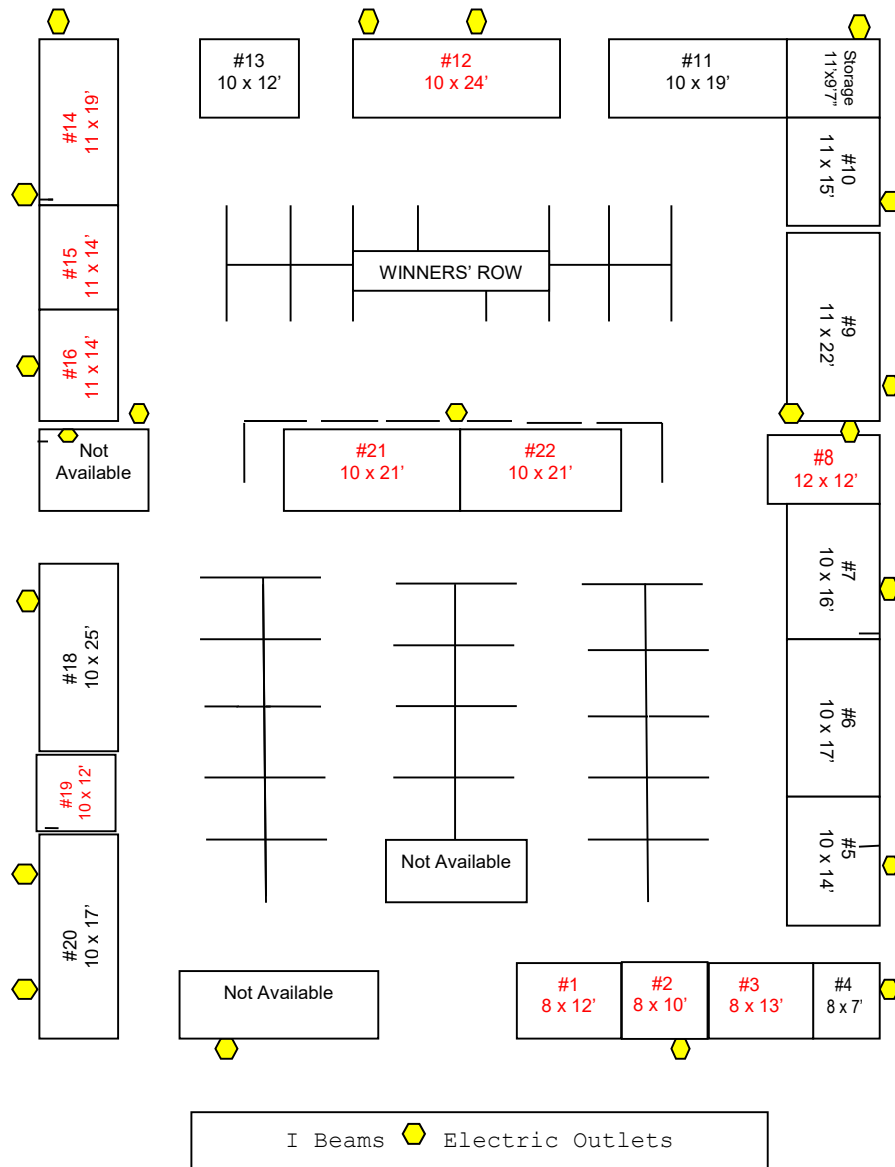 #14
11 x 19’
#13
10 x 12’
#12
10 x 24’
#11
10 x 19’
Storage
11’x9’7”
#10
11 x 15’
#15
11 x 14’
WINNERS’ ROW
#9
11 x 22’
#16
11 x 14’
Not
Available
#21
10 x 21’
#22
10 x 21’
#8
12 x 12’
#7
10 x 16’
#18
10 x 25’
#6
10 x 17’
#19
10 x 12'
#5
10 x 14’
Not Available
#20
10 x 17’
Not Available
#1
8 x 12’
#2
8 x 10’
#3
8 x 13’
#4
8 x 7’
I Beams Electric Outlets